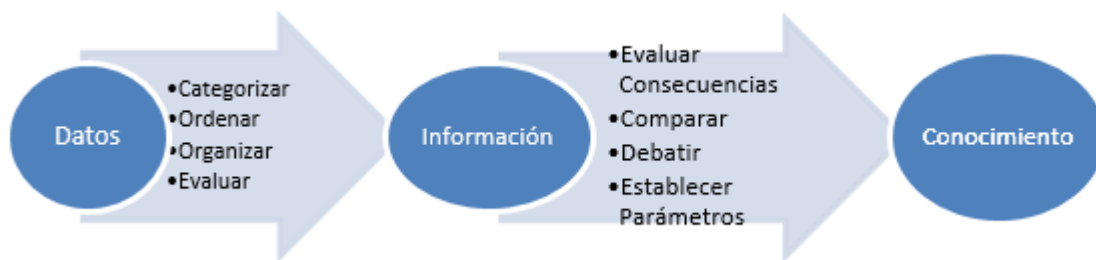 Datos
•Categorizar
•Ordenar
•Organizar
•Evaluar
Información
•Evaluar
Consecuencias
•Comparar
•Debatir
•Establecer
Parámetros
Conocimiento